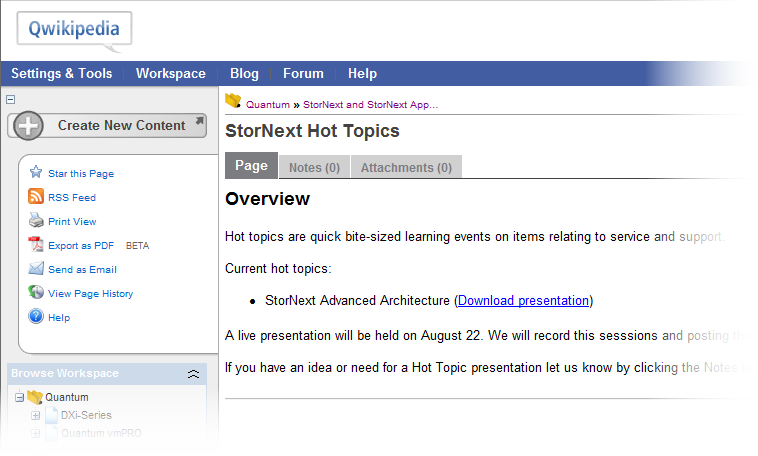 Qwikipedia
Settings & Tools Workspace Blog Forum Help
Create New Content
Star this Page
RSS Feed
Print View
Export as PDF BETA
Send as Email
View Page History
Help
Browse Workspace
Quantum
DXi-Series
Quantum vmPRO
Quantum » StorNext and StorNext App...
StorNext Hot Topics
Page Notes (0) Attachments (0)
Overview
Hot topics are quick bite-sized learning events on items relating to service and support.
Current hot topics:
• StorNext Advanced Architecture (Download presentation)
A live presentation will be held on August 22. We will record this sesssions and posting
If you have an idea or need for a Hot Topic presentation let us know by clicking the Notes